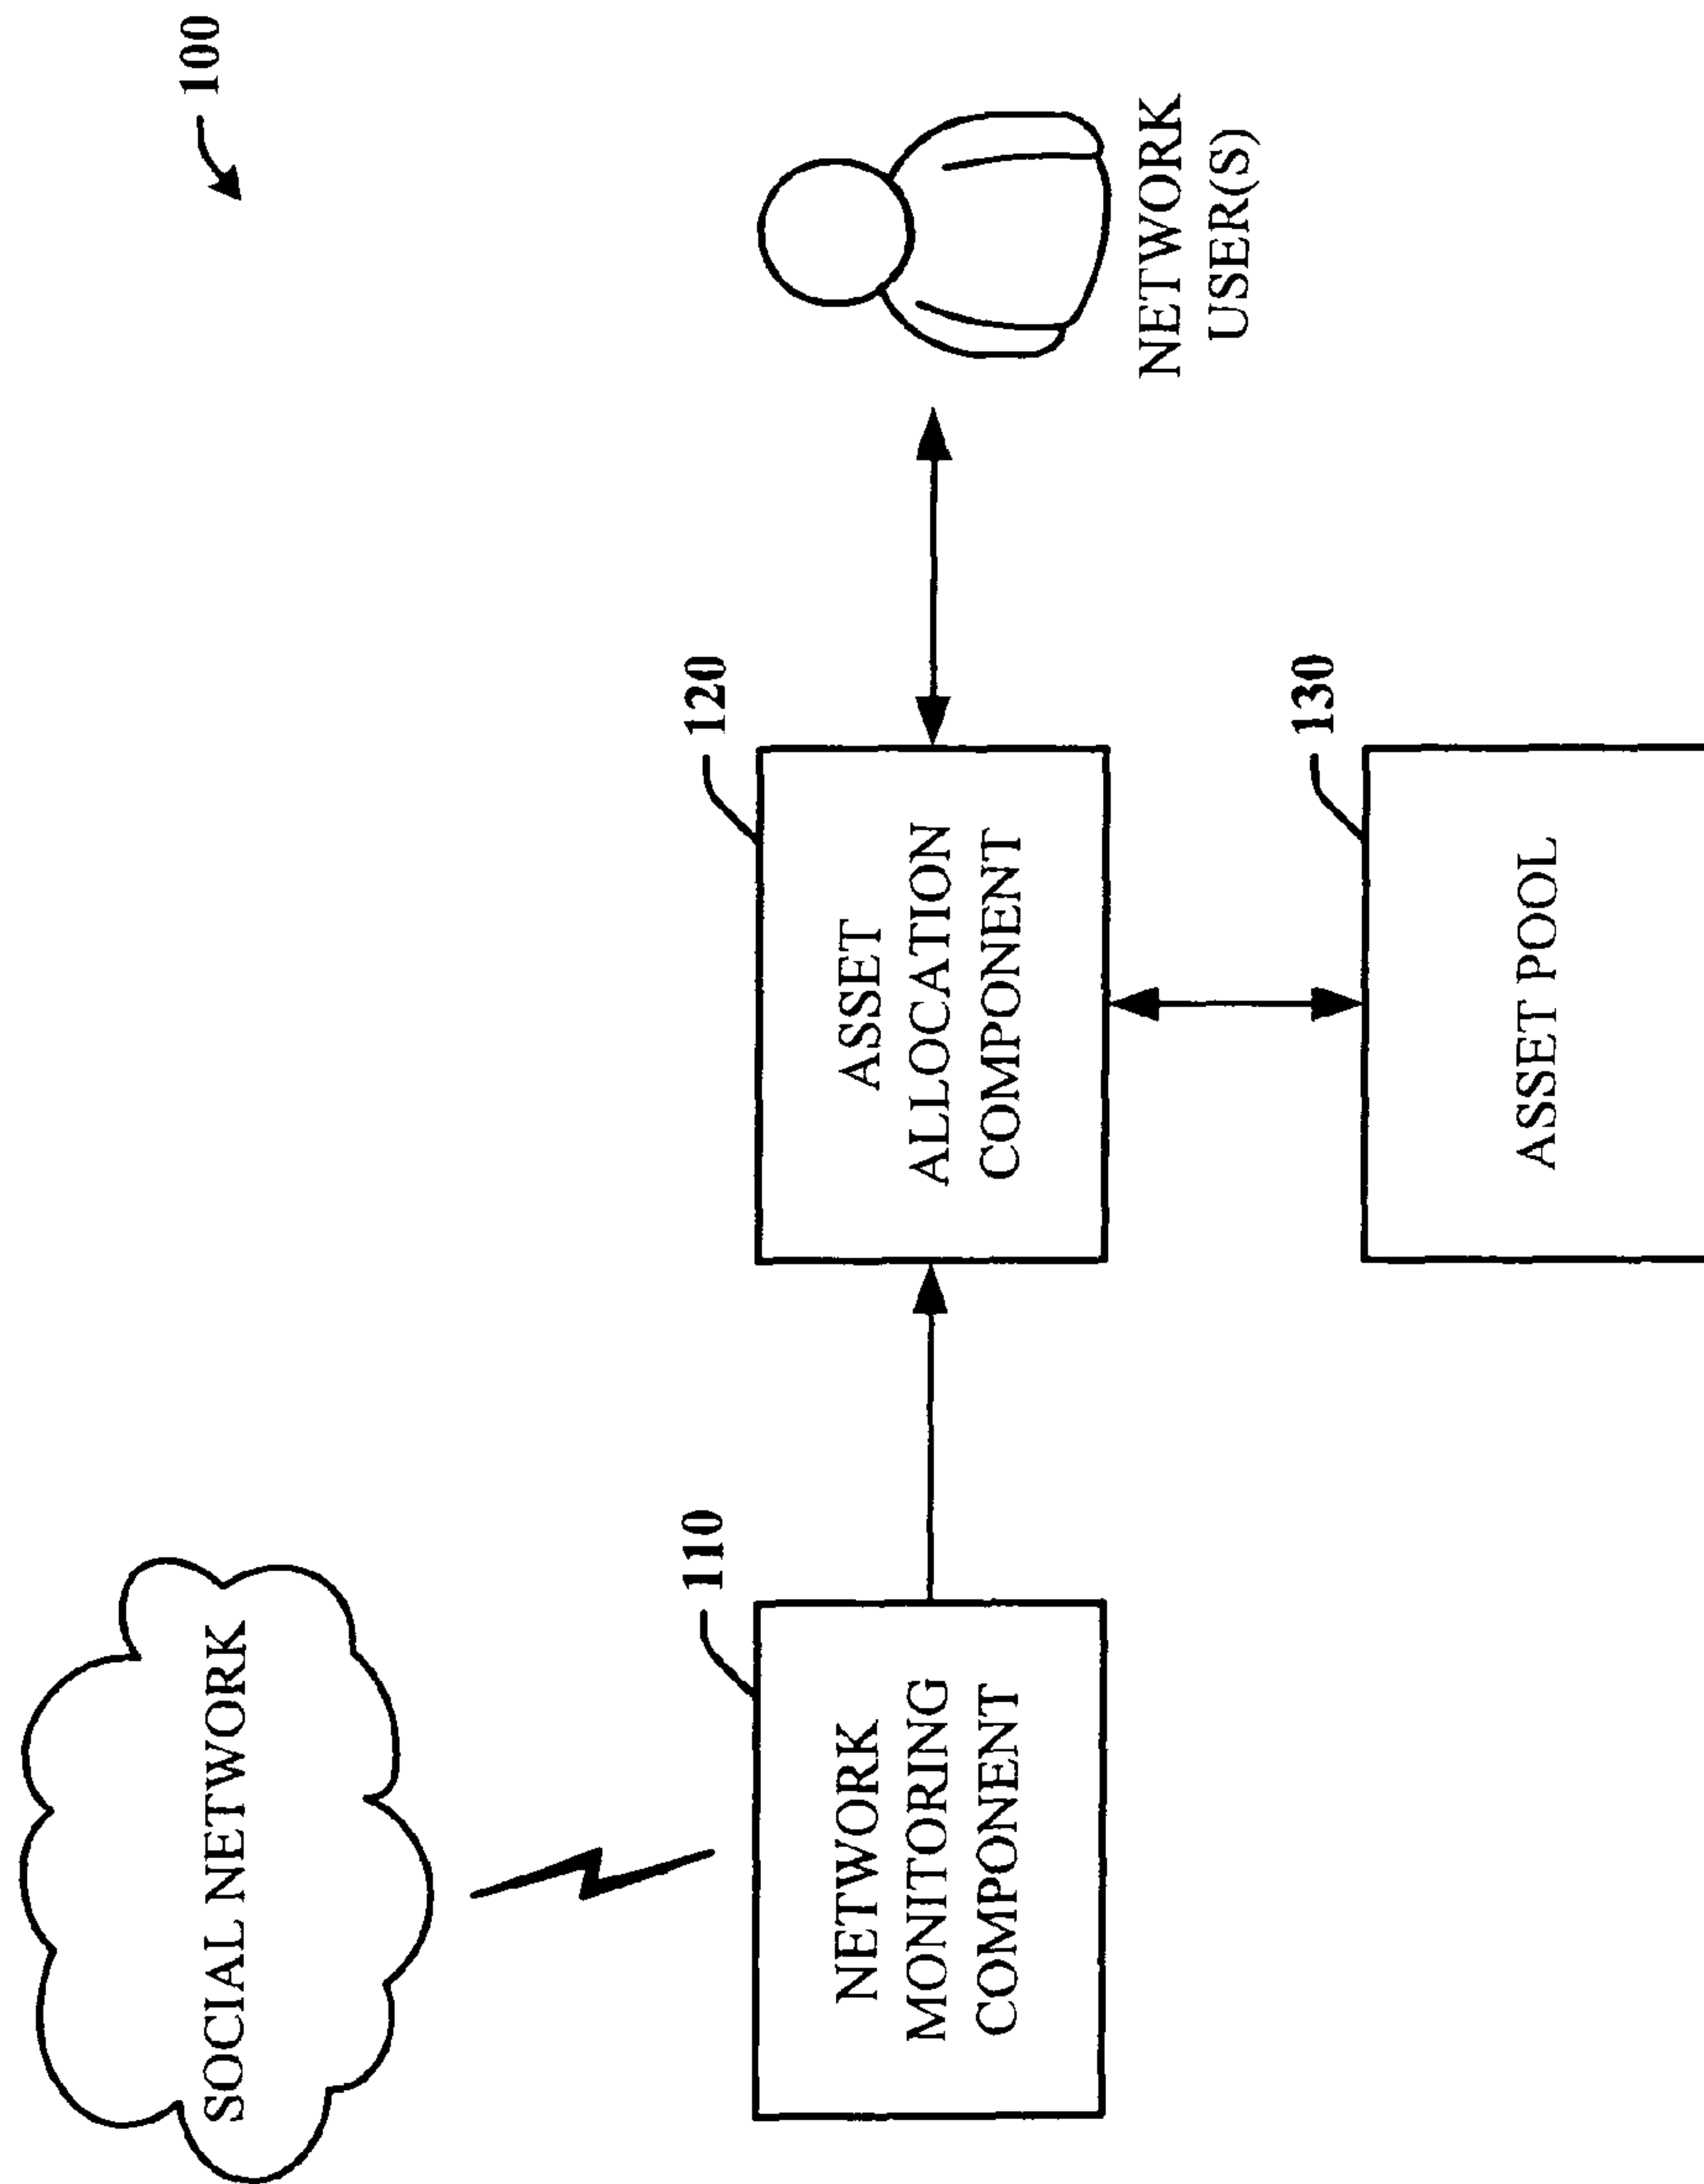 100
SOCIAL NETWORK
110
NETWORK
MONITORING
COMPONENT
120
ASSET
ALLOCATION
COMPONENT
NETWORK
USER(S)
130
ASSET POOL